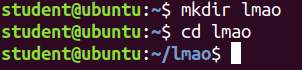 student@ubuntu:~$ mkdir lmao
student@ubuntu:~$ cd lmao
student@ubuntu:~/lmao$